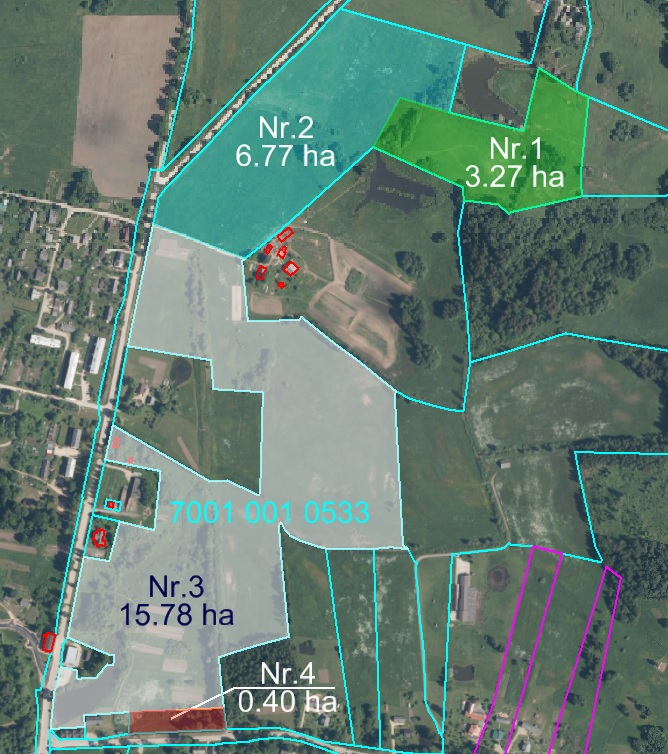 Nr.2
6.77 ha
Nr.1
3.27 ha
7001 001 0533
Nr.3
15.78 ha
Nr.4
0.40 ha